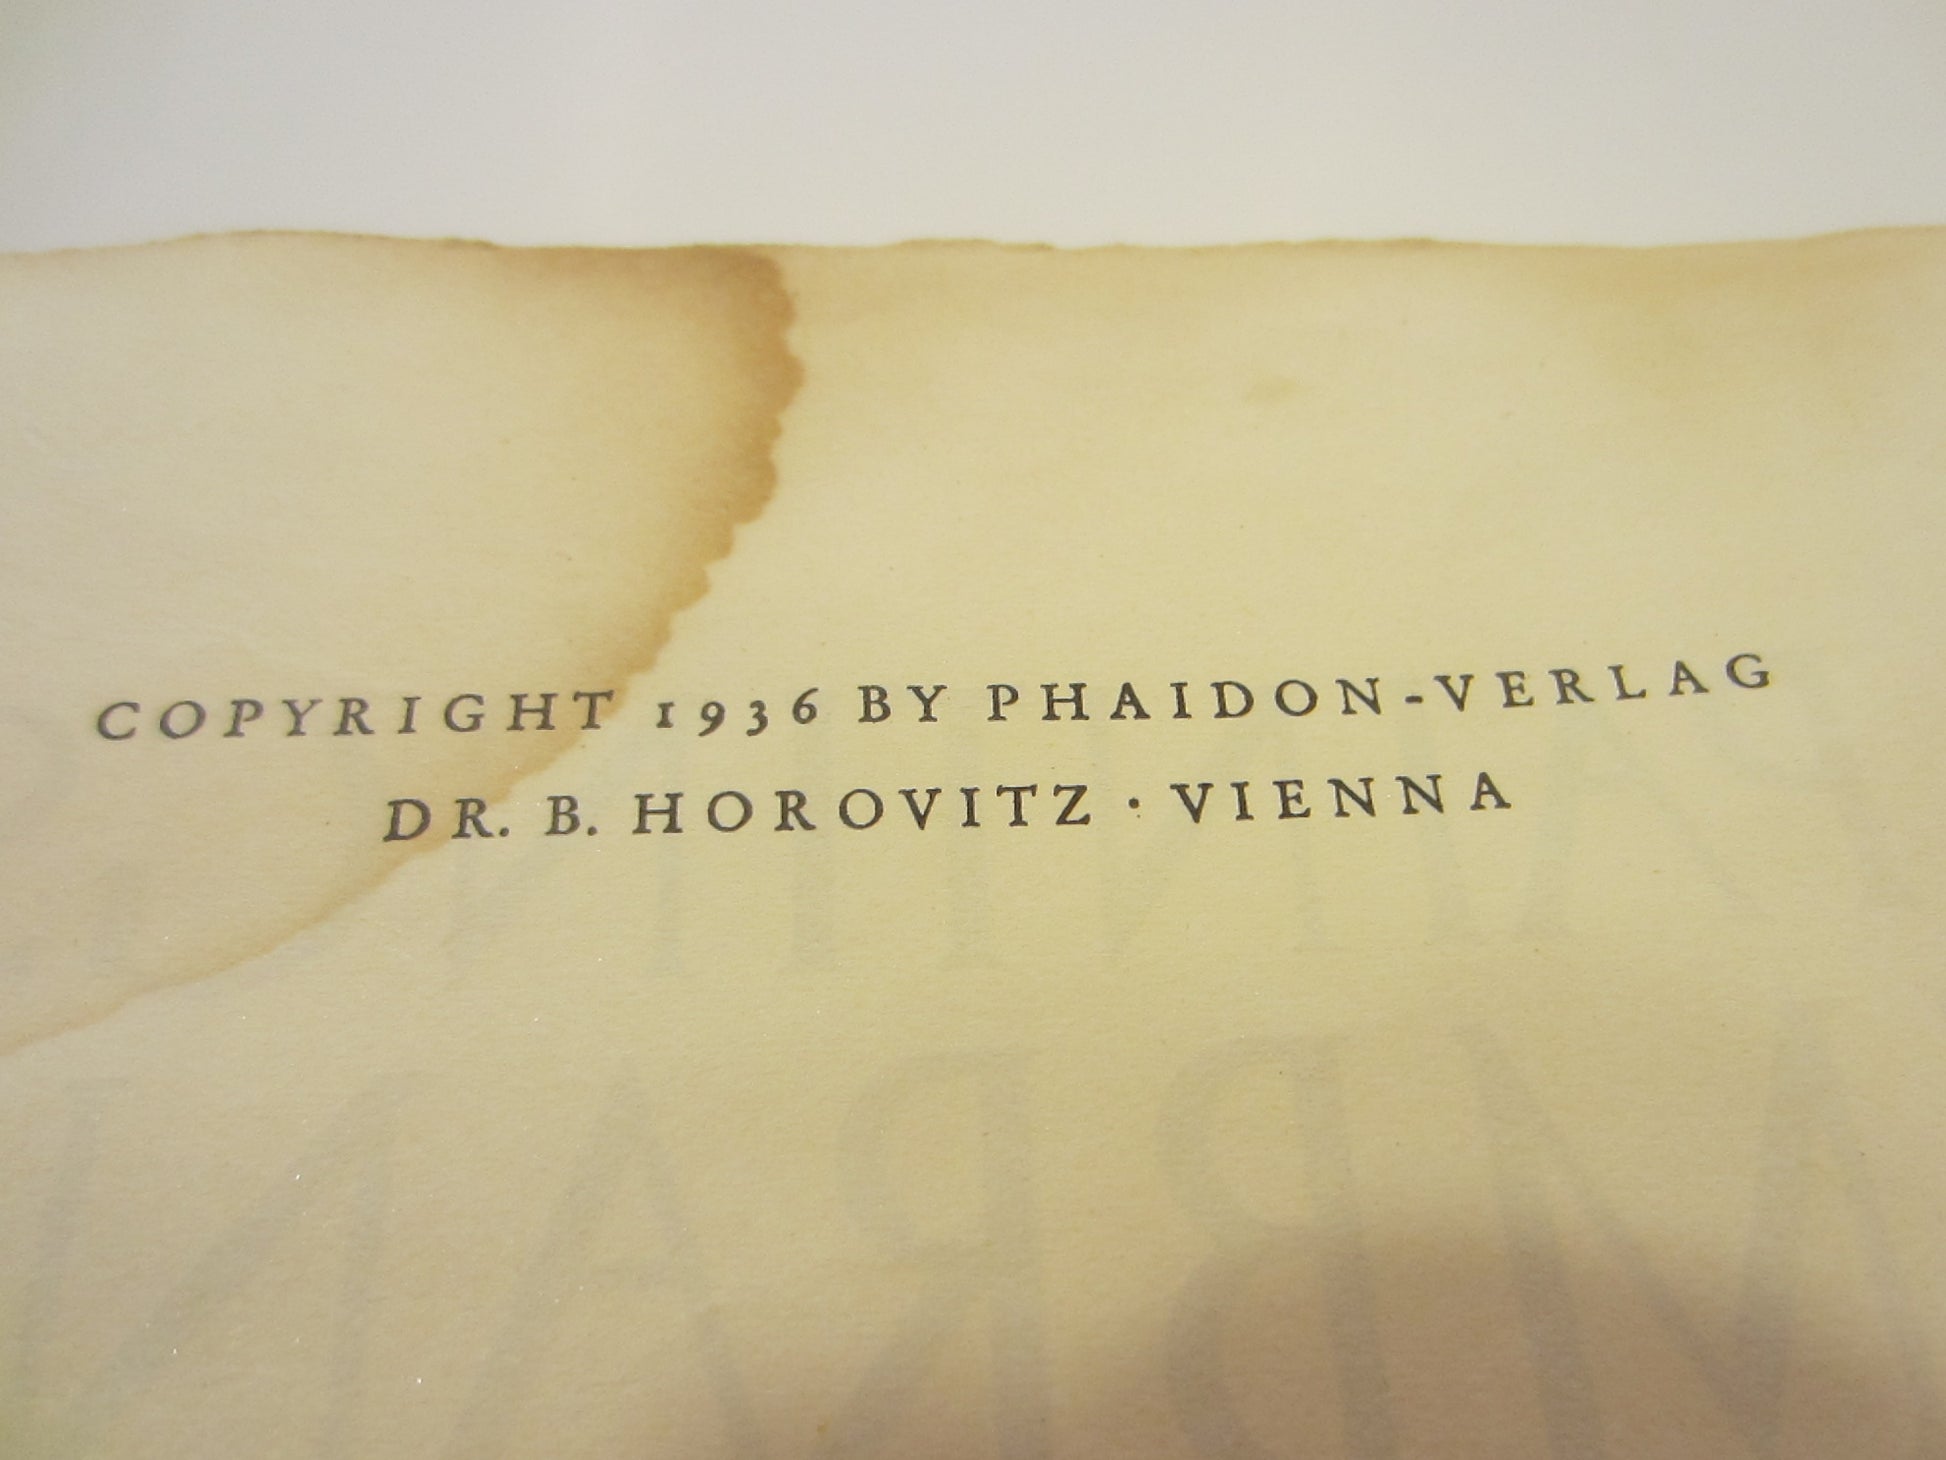 COPYRIGHT 1936 BY PHAIDON-VERLAG
DR. B. HOROVITZ · VIENNA